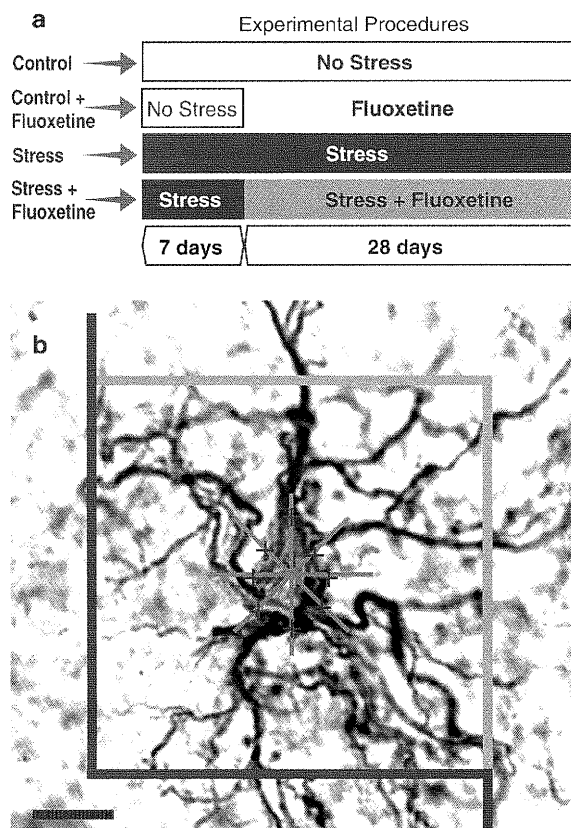 a
Experimental Procedures
Control
No Stress
Control +
Fluoxetine
No Stress
Fluoxetine
Stress
Stress
Stress +
Fluoxetine
Stress
Stress + Fluoxetine
7 days
28 days
b